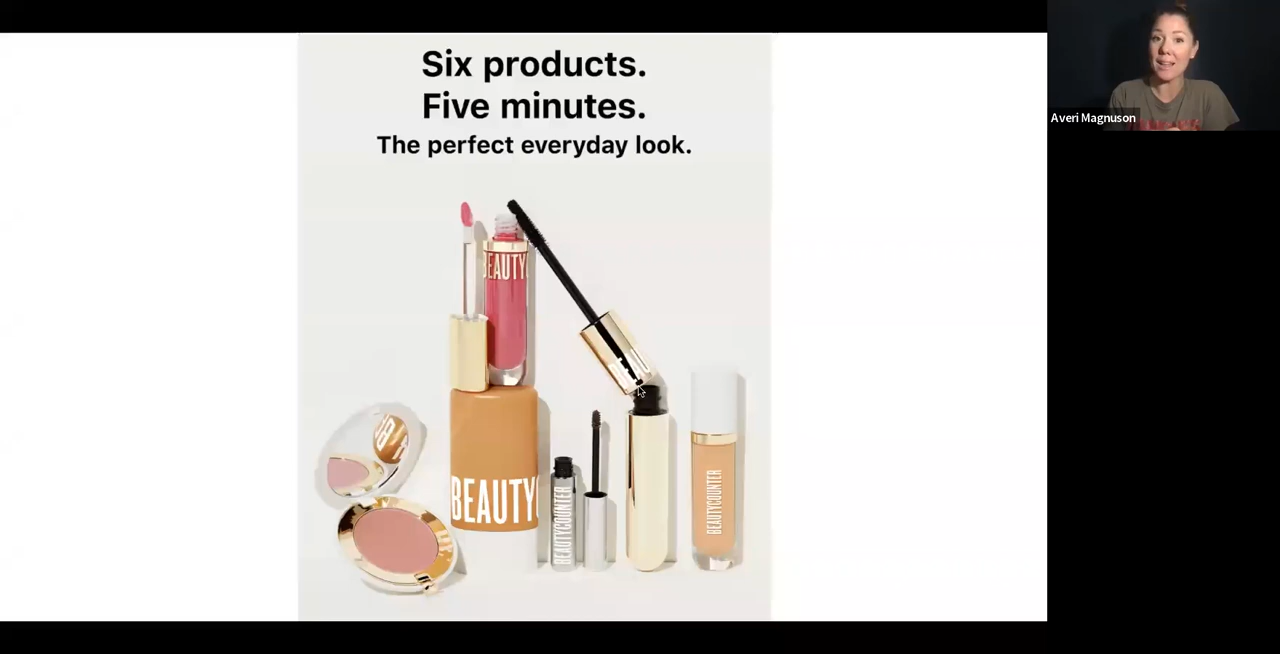 Six products.
Five minutes.
The perfect everyday look.
Averi Magnuson
BEAUTY
BEAUTY
BEAUTYCOUNTER
BEAUTYCOUNTER